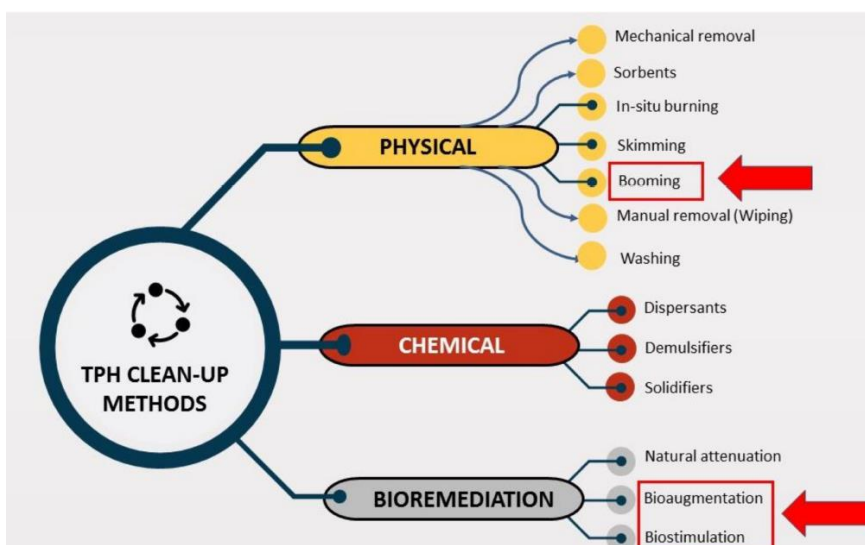 Mechanical removal
Sorbents
In-situ burning
PHYSICAL
Skimming
Booming
Manual removal (Wiping)
Washing
TPH CLEAN-UP
METHODS
Dispersants
CHEMICAL
Demulsifiers
Solidifiers
Natural attenuation
BIOREMEDIATION
Bioaugmentation
Biostimulation